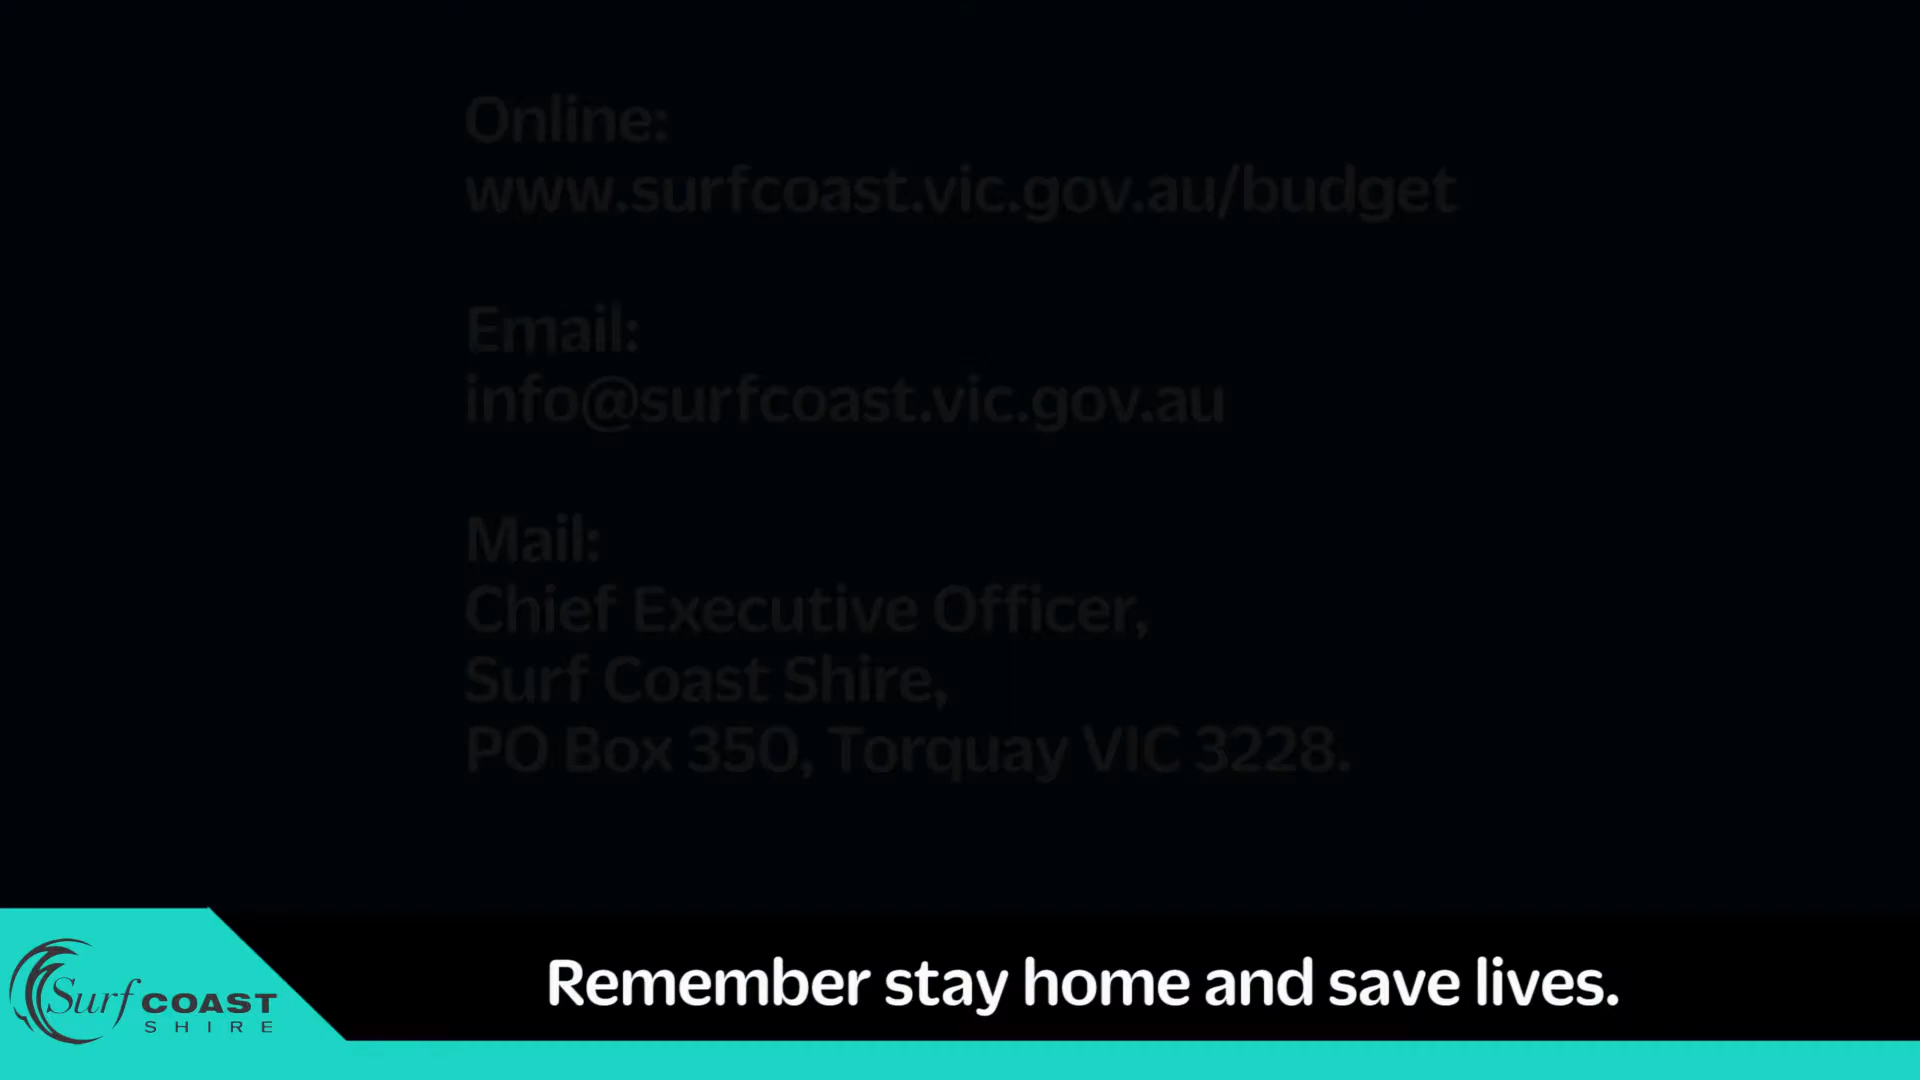 Online:
www.surfcoast.vic.gov.au/budget
Email:
info@surfcoast.vic.gov.au
Mail:
Chief Executive Officer,
Surf Coast Shire,
PO Box 350, Torquay VIC 3228.
Remember stay home and save lives.
Surf COAST
SHIRE